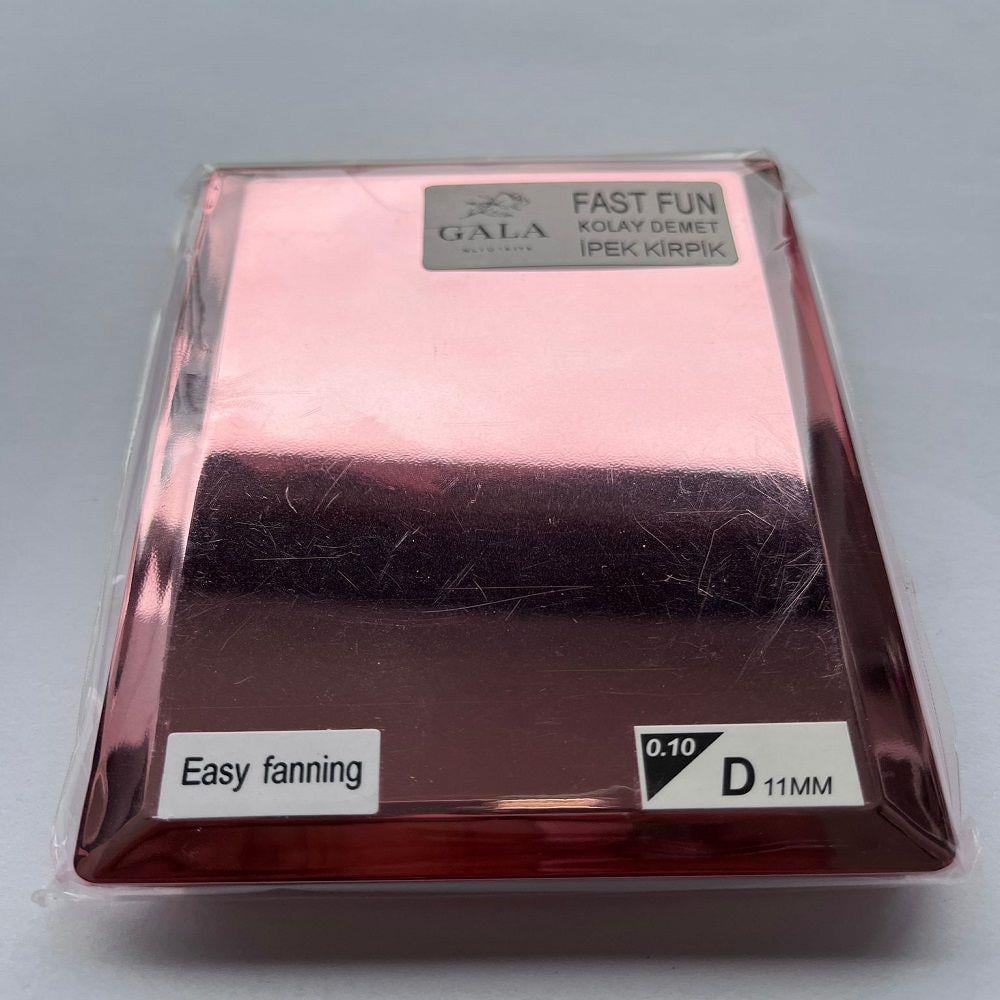 GALA
FAST FUN
KOLAY DEMET
İPEK KİRPİK
Easy fanning
0.10
D 11MM